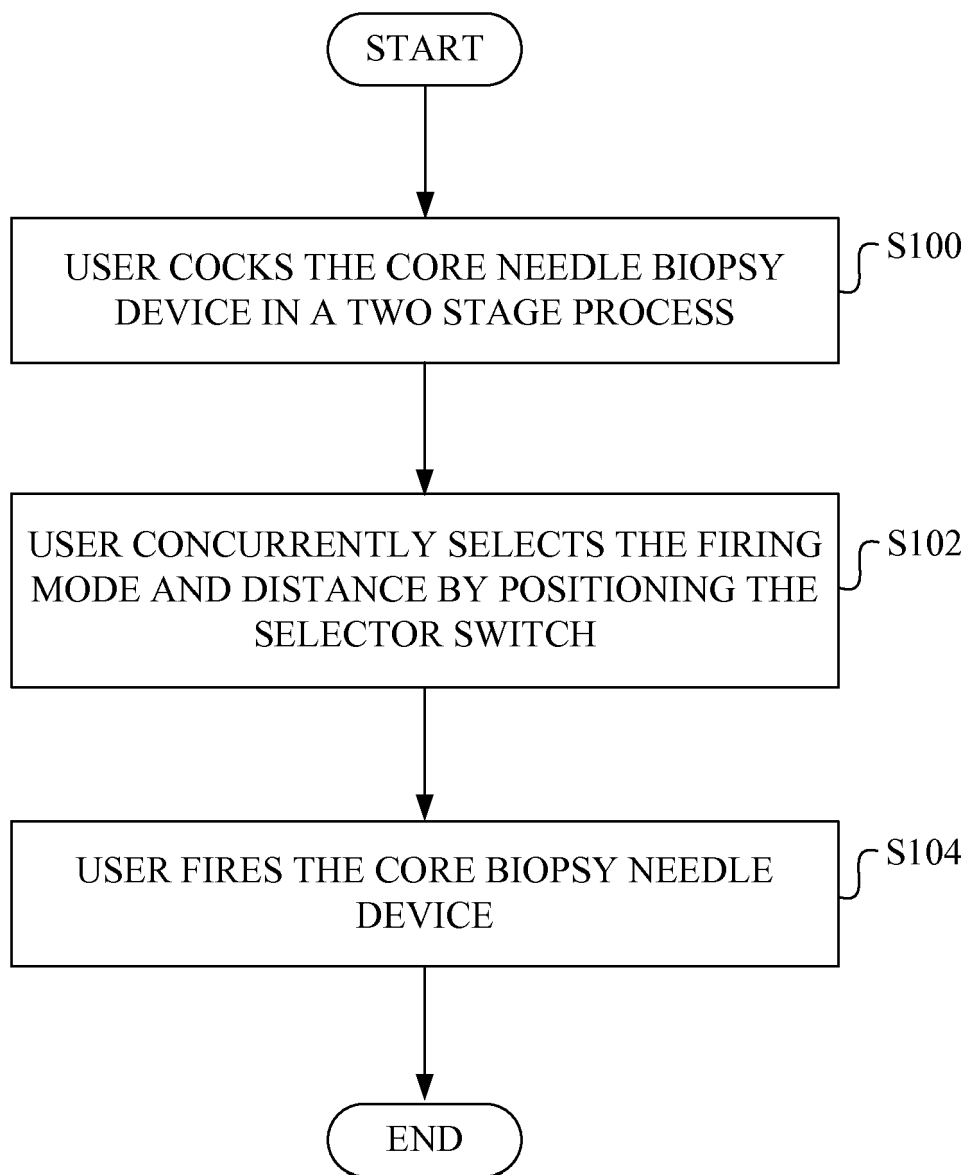 START
USER COCKS THE CORE NEEDLE BIOPSY
DEVICE IN A TWO STAGE PROCESS
S100
USER CONCURRENTLY SELECTS THE FIRING
MODE AND DISTANCE BY POSITIONING THE
SELECTOR SWITCH
S102
USER FIRES THE CORE BIOPSY NEEDLE
DEVICE
S104
END